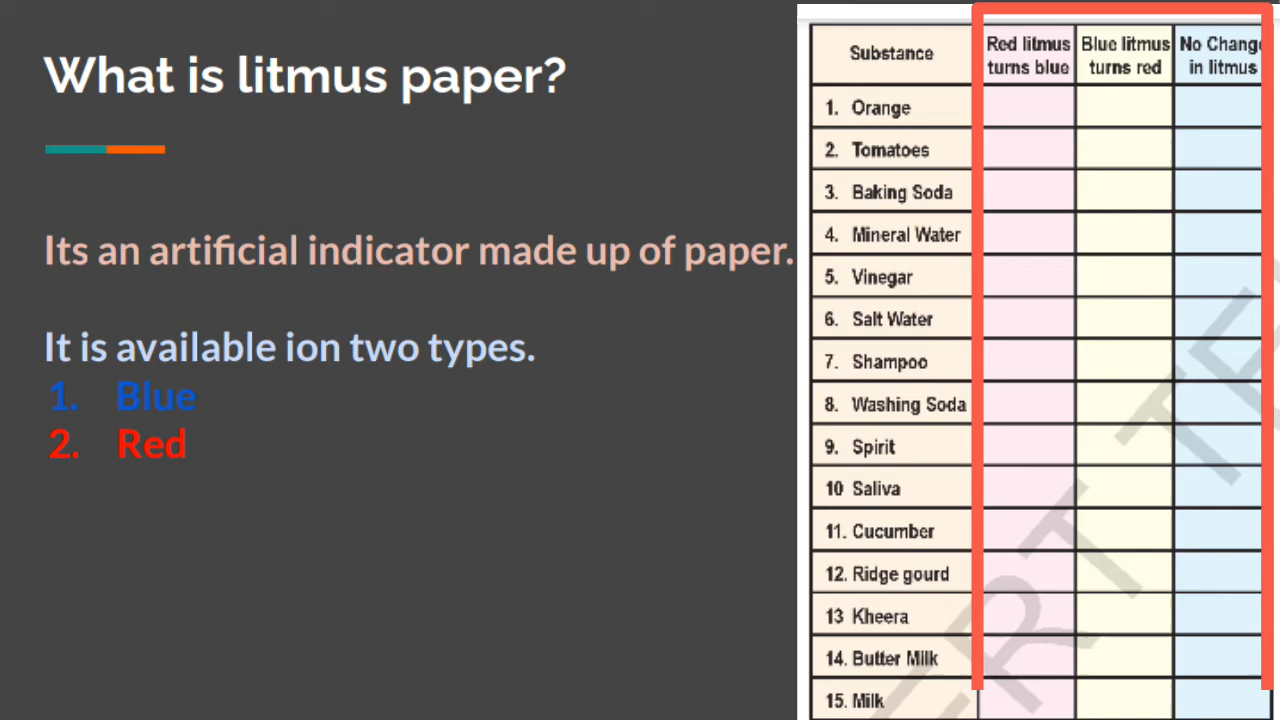 What is litmus paper?
Its an artificial indicator made up of paper.
It is available ion two types.
1. Blue
2. Red
Substance
Red litmus
turns blue
Blue litmus
turns red
No Change
in litmus
1. Orange
2. Tomatoes
3. Baking Soda
4. Mineral Water
5. Vinegar
6. Salt Water
7. Shampoo
8. Washing Soda
9. Spirit
10 Saliva
11. Cucumber
12. Ridge gourd
13 Kheera
14. Butter Milk
15. Milk